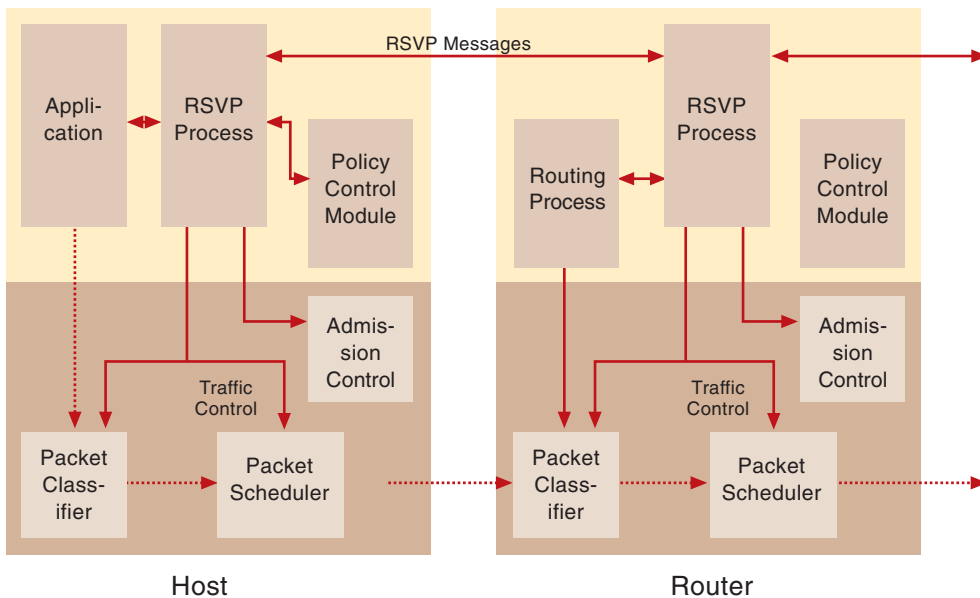 RSVP Messages
Appli-
cation
RSVP
Process
Policy
Control
Module
Admis-
sion
Control
Traffic
Control
Packet
Class-
ifier
Packet
Scheduler
Host
RSVP
Process
Routing
Process
Policy
Control
Module
Admis-
sion
Control
Traffic
Control
Packet
Class-
ifier
Packet
Scheduler
Router